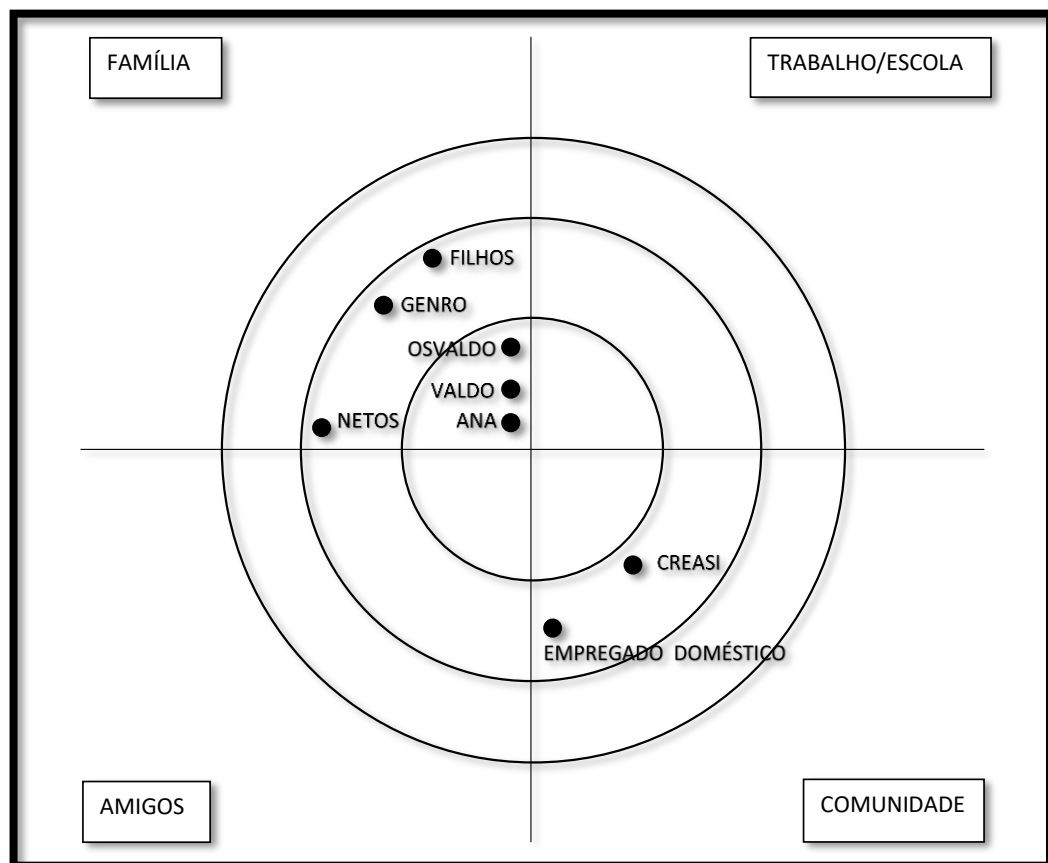 FAMÍLIA
TRABALHO/ESCOLA
FILHOS
GENRO
OSVALDO
VALDO
NETOS
ANA
CREASI
EMPREGADO DOMÉSTICO
AMIGOS
COMUNIDADE